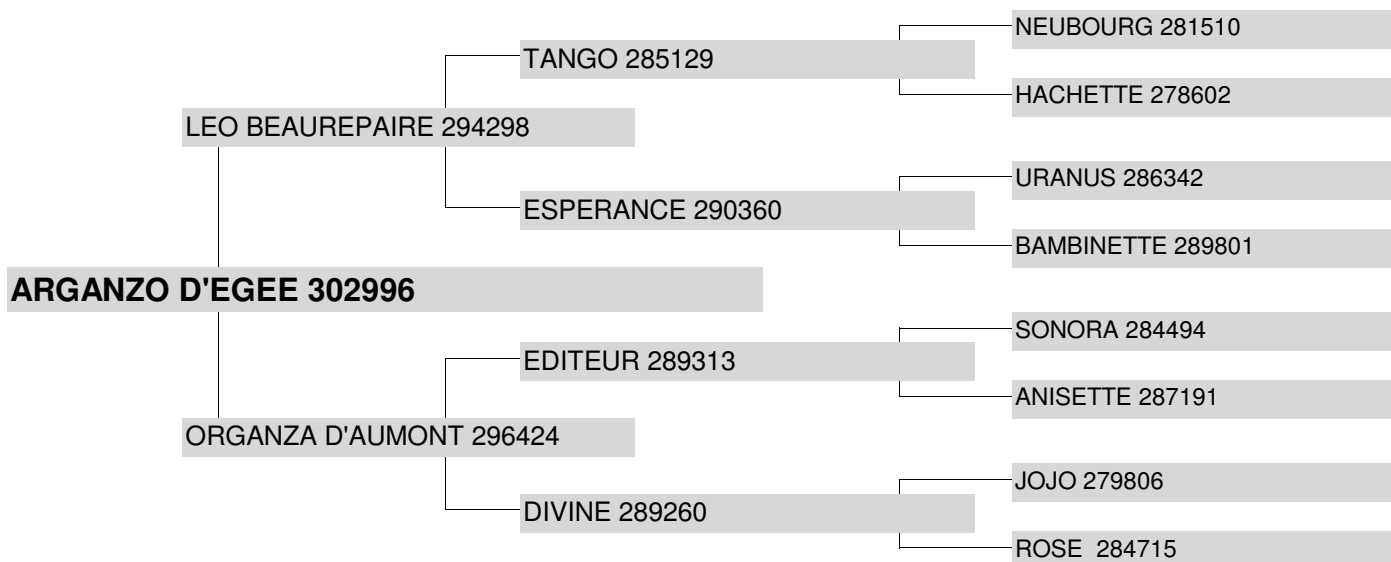 NEUBOURG 281510
TANGO 285129
HACHETTE 278602
LEO BEAUREPAIRE 294298
URANUS 286342
ESPERANCE 290360
BAMBINETTE 289801
ARGANZO D'EGEE 302996
SONORA 284494
EDITEUR 289313
ANISETTE 287191
ORGANZA D'AUMONT 296424
JOJO 279806
DIVINE 289260
ROSE  284715